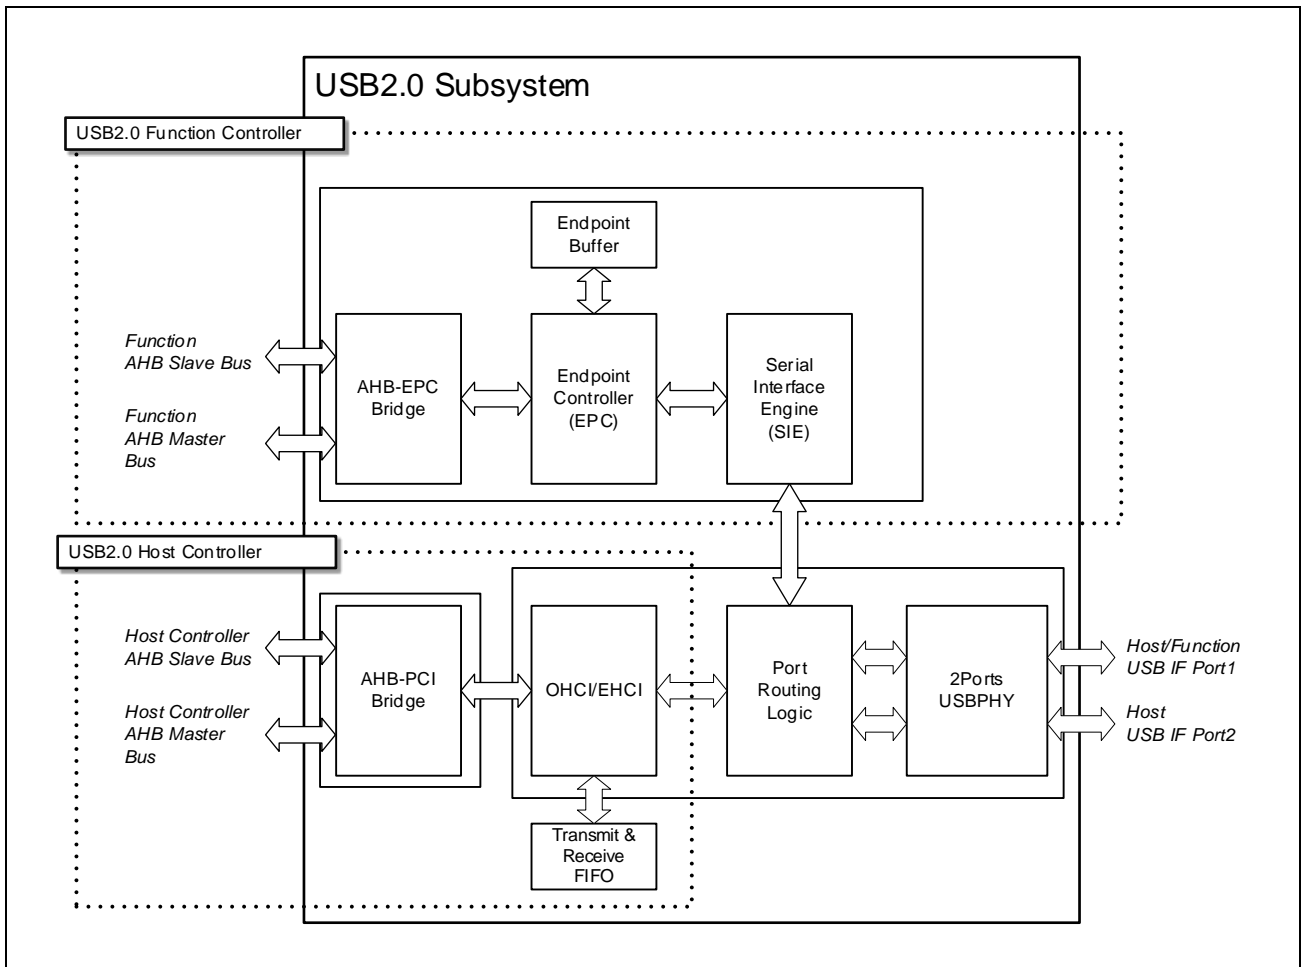 USB2.0 Subsystem
USB2.0 Function Controller
Endpoint
Buffer
Function
AHB Slave Bus
Function
AHB Master
Bus
AHB-EPC
Bridge
Endpoint
Controller
(EPC)
Serial
Interface
Engine
(SIE)
USB2.0 Host Controller
Host Controller
AHB Slave Bus
Host Controller
AHB Master
Bus
AHB-PCI
Bridge
OHCI/EHCI
Port
Routing
Logic
2Ports
USBPHY
Host/Function
USB IF Port1
Host
USB IF Port2
Transmit &
Receive
FIFO